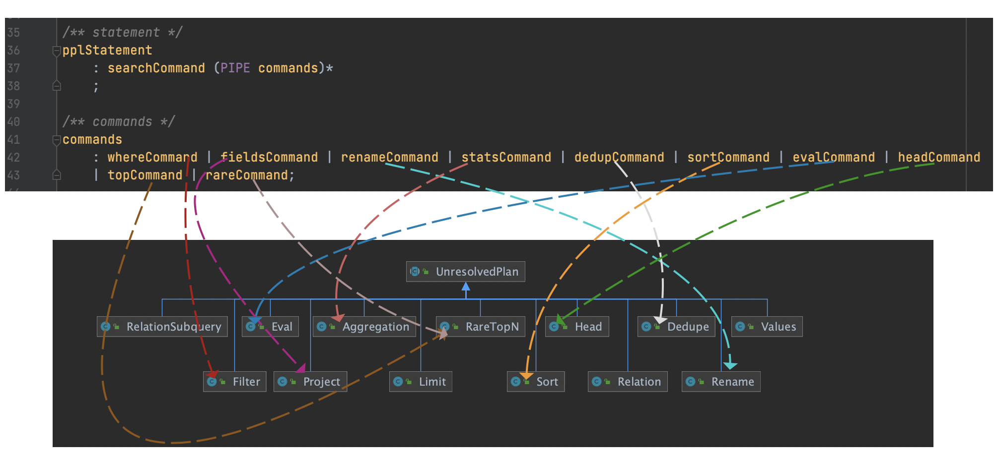 35 /** statement */
36 pplStatement
37 : searchCommand (PIPE commands)*
38 ;
39
40 /** commands */
41 commands
42 : whereCommand | fieldsCommand | renameCommand | statsCommand | dedupCommand | sortCommand | evalCommand | headCommand
43 | topCommand | rareCommand;
UnresolvedPlan
RelationSubquery Eval Aggregation RareTopN Head Dedupe Values
Filter Project Limit Sort Relation Rename